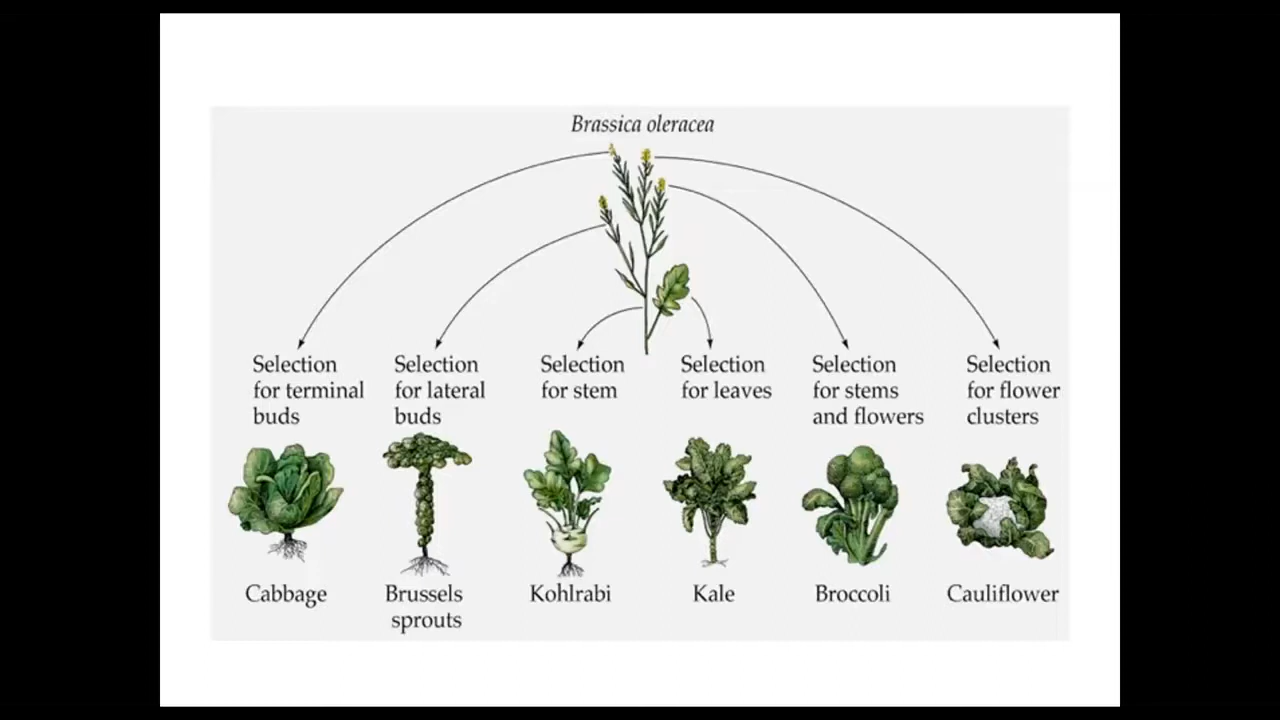 Brassica oleracea
Selection
for terminal
buds
Selection
for lateral
buds
Selection
for stem
Selection
for leaves
Selection
for stems
and flowers
Selection
for flower
clusters
Cabbage
Brussels
sprouts
Kohlrabi
Kale
Broccoli
Cauliflower